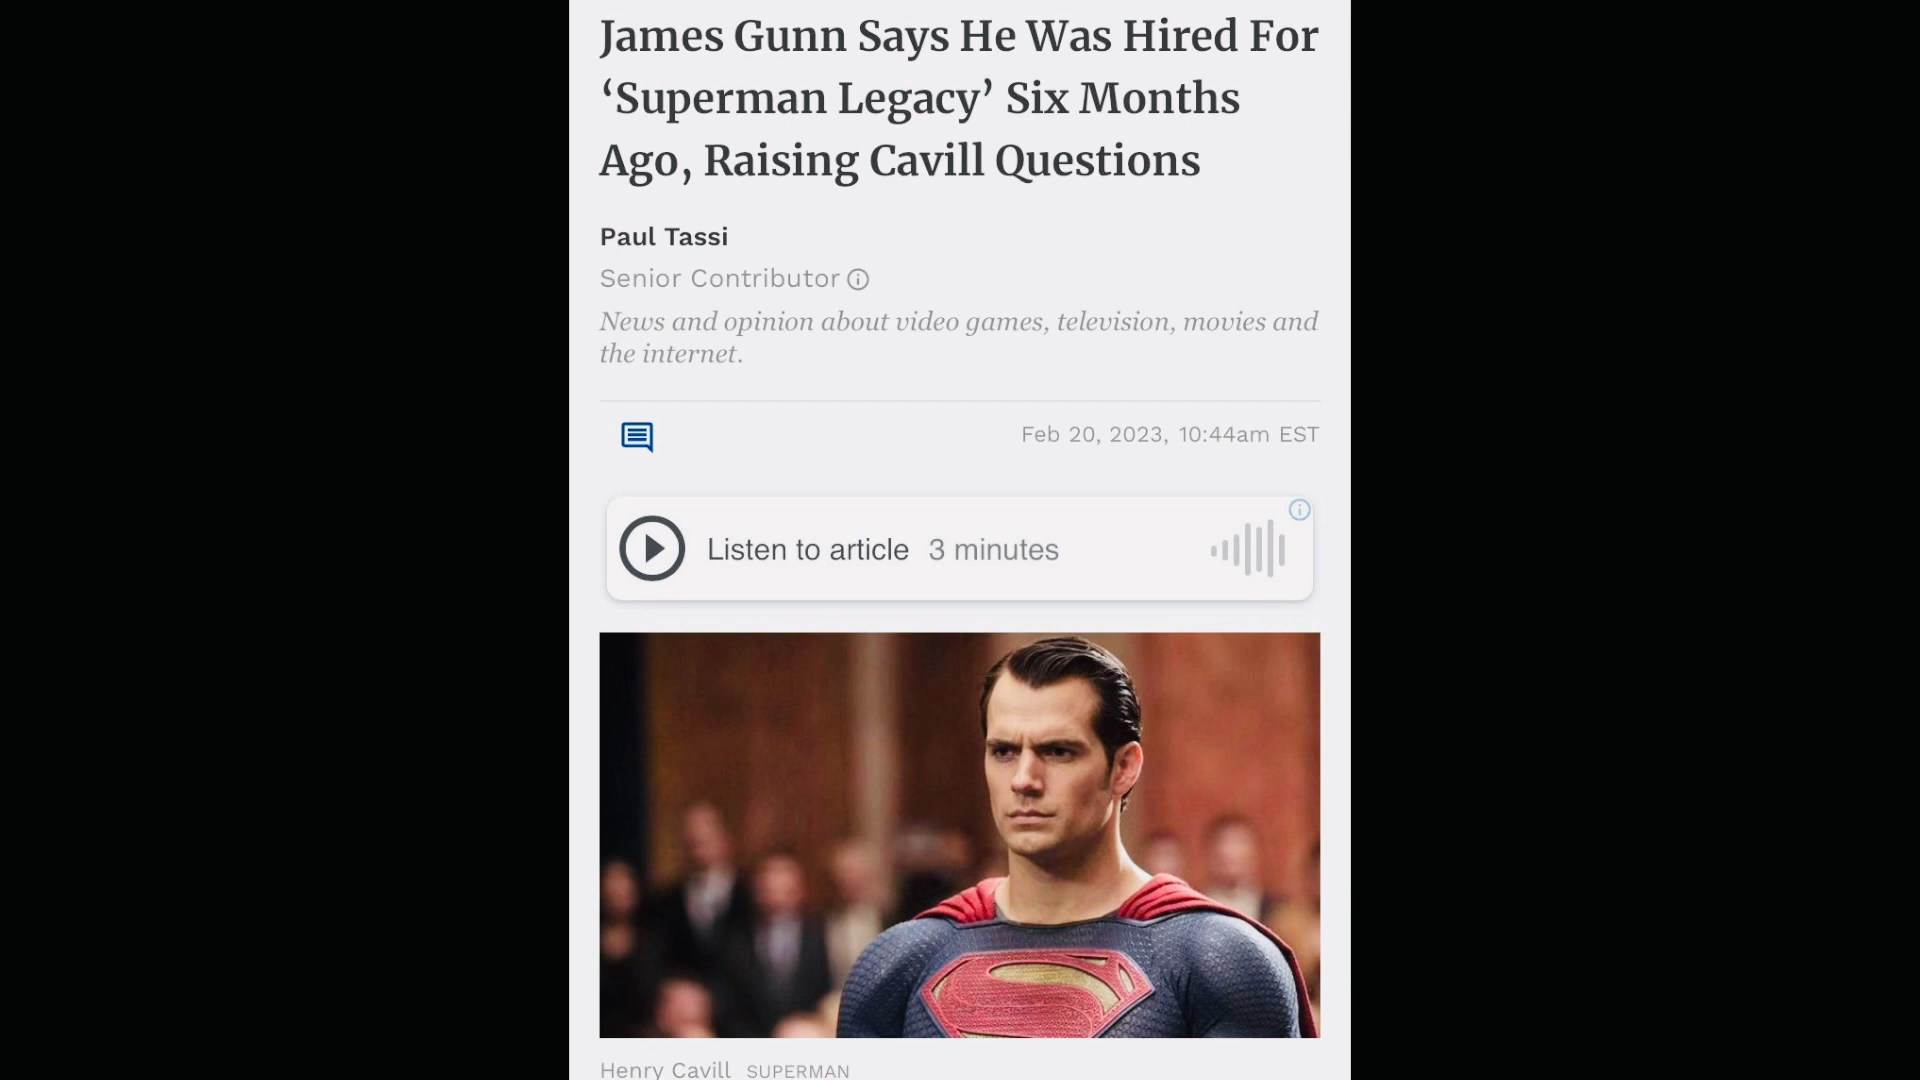 James Gunn Says He Was Hired For
‘Superman Legacy’ Six Months
Ago, Raising Cavill Questions
Paul Tassi
Senior Contributor
News and opinion about video games, television, movies and
the internet.
Feb 20, 2023, 10:44am EST
Listen to article 3 minutes
Henry Cavill SUPERMAN